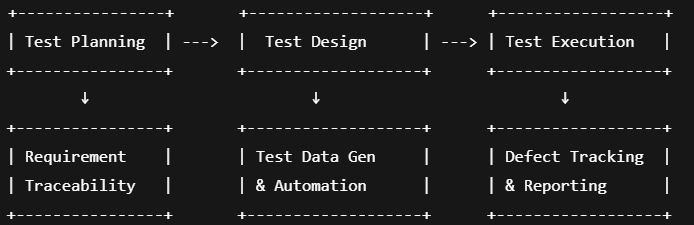 +----------------+      +------------------+      +-----------------+
| Test Planning  | ---> |  Test Design      | ---> | Test Execution   |
+----------------+      +------------------+      +-----------------+
        ↓                        ↓                         ↓
+----------------+      +------------------+      +-----------------+
| Requirement    |      | Test Data Gen     |      | Defect Tracking  |
| Traceability   |      | & Automation      |      | & Reporting      |
+----------------+      +------------------+      +-----------------+